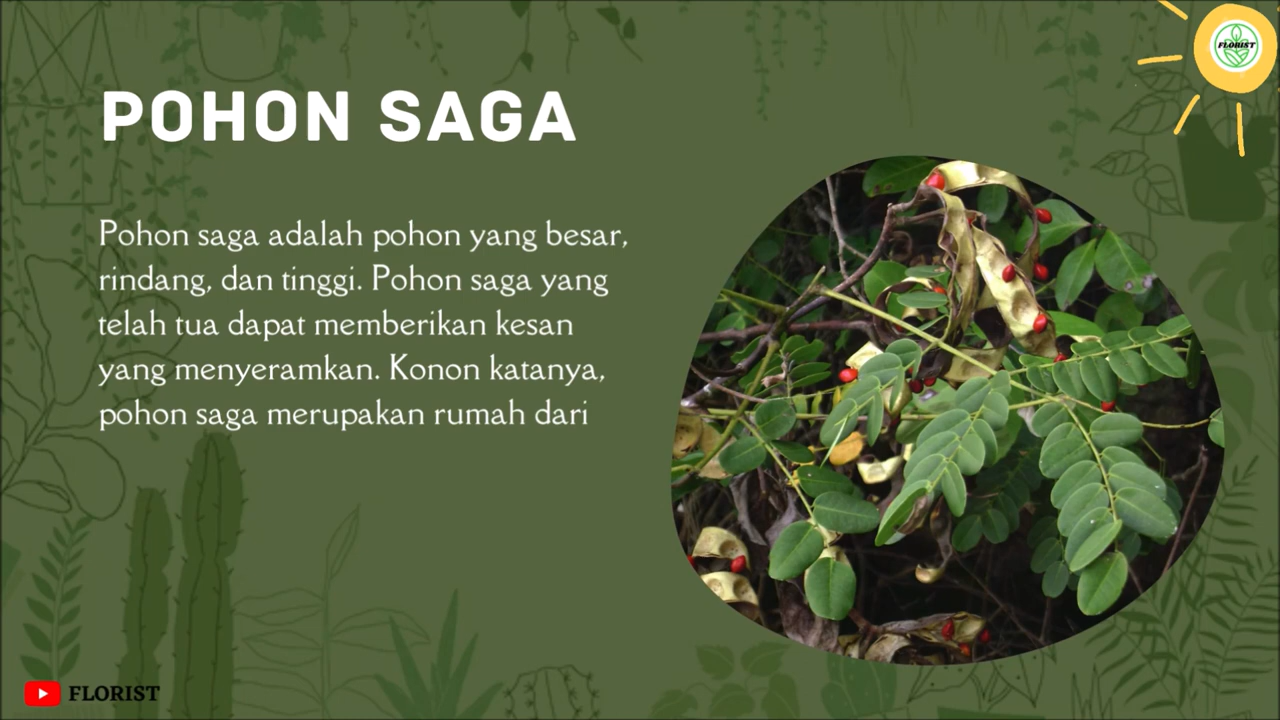 FLORIST
POHON SAGA
Pohon saga adalah pohon yang besar,
rindang, dan tinggi. Pohon saga yang
telah tua dapat memberikan kesan
yang menyeramkan. Konon katanya,
pohon saga merupakan rumah dari
FLORIST